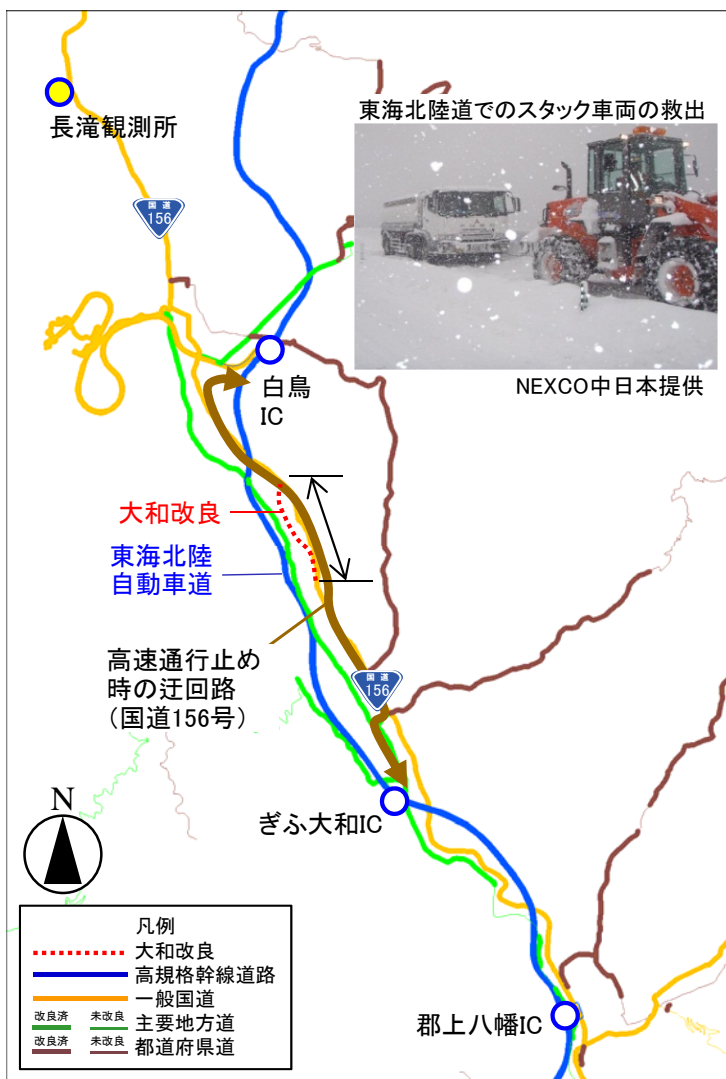 長滝観測所
東海北陸道でのスタック車両の救出
国道
156
NEXCO中日本提供
白鳥
IC
大和改良
東海北陸
自動車道
高速通行止め
時の迂回路
（国道156号）
国道
156
ぎふ大和IC
N
郡上八幡IC
凡例
大和改良
高規格幹線道路
一般国道
改良済 未改良 主要地方道
改良済 未改良 都道府県道